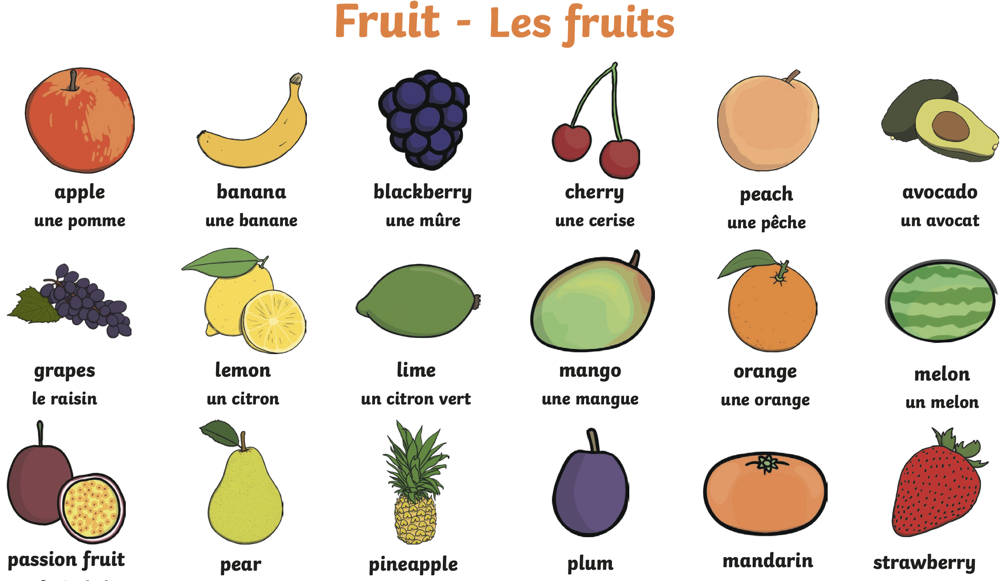 Fruit - Les fruits
apple banana blackberry cherry peach avocado
une pomme une banane une mûre une cerise une pêche un avocat
grapes lemon lime mango orange melon
le raisin un citron un citron vert une mangue une orange un melon
passion fruit pear pineapple plum mandarin strawberry